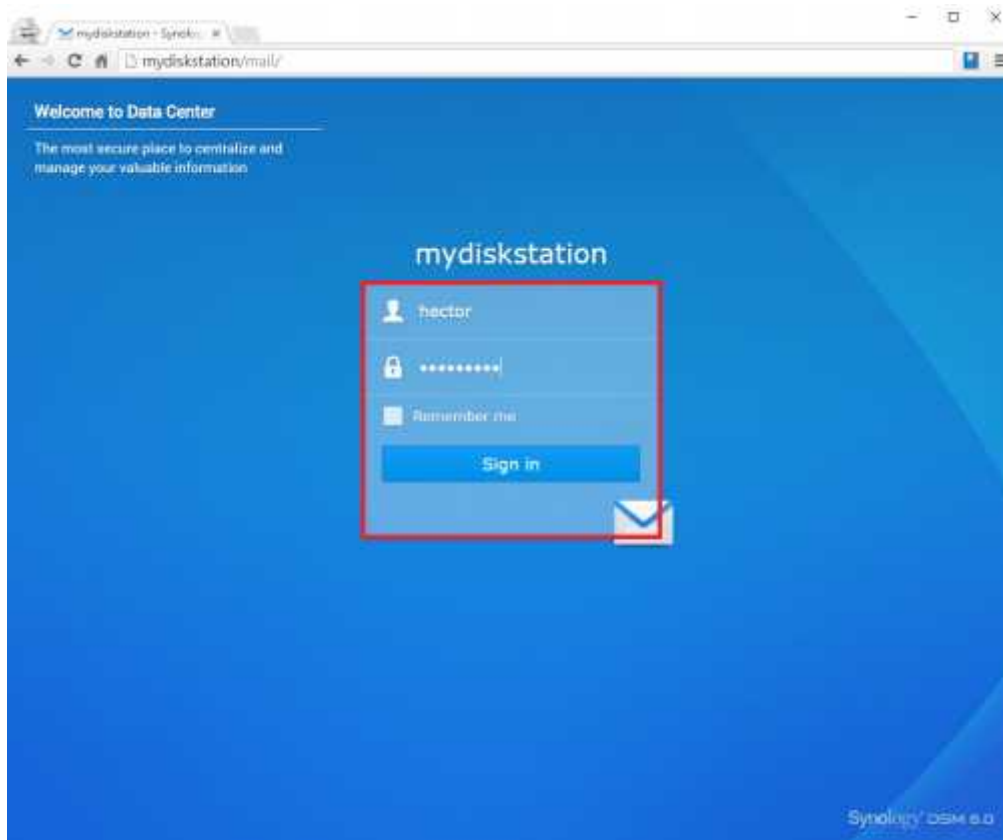 mydiskstation - Synolo
mydiskstation/mail/
Welcome to Data Center
The most secure place to centralize and
manage your valuable information
mydiskstation
hector
•••••••••
Remember me
Sign in
Synology DSM 6.0